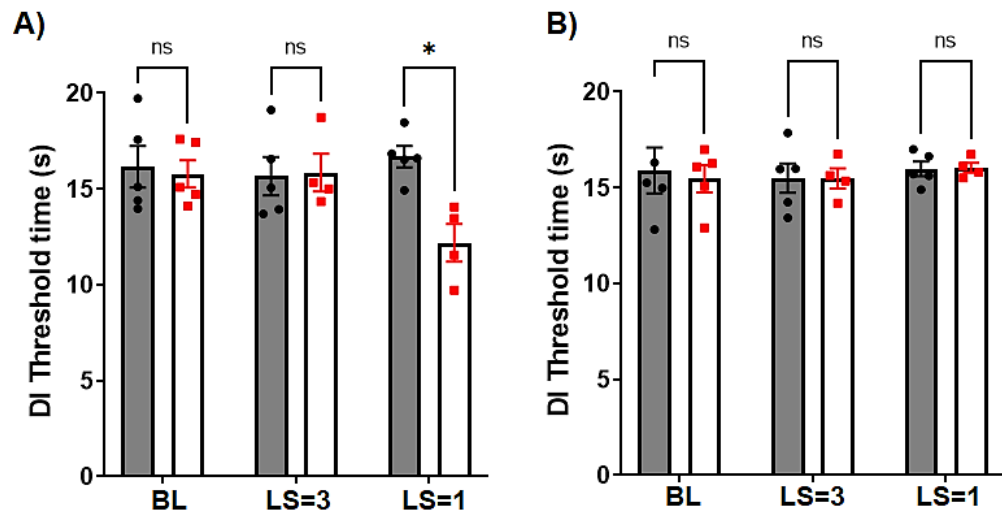 A)
ns
ns
*
DI Threshold time (s)
20
15
10
5
0
BL
LS=3
LS=1
B)
ns
ns
ns
DI Threshold time (s)
20
15
10
5
0
BL
LS=3
LS=1